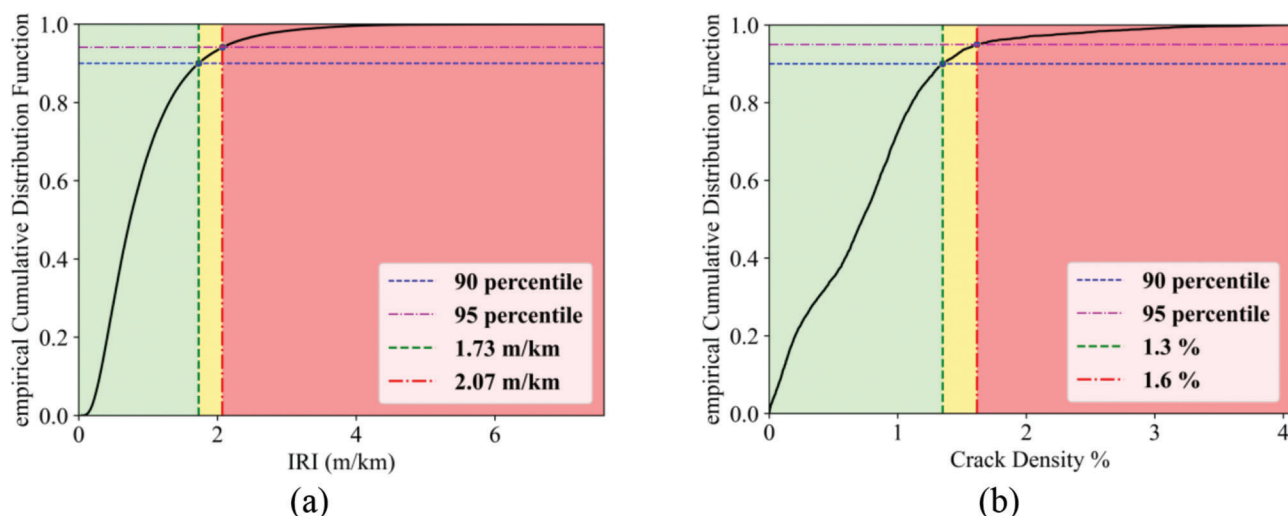 empirical Cumulative Distribution Function
1.0
0.8
0.6
0.4
0.2
0.0
90 percentile
95 percentile
1.73 m/km
2.07 m/km
0 2 4 6
IRI (m/km)
(a)
empirical Cumulative Distribution Function
1.0
0.8
0.6
0.4
0.2
0.0
90 percentile
95 percentile
1.3 %
1.6 %
0 1 2 3 4
Crack Density %
(b)